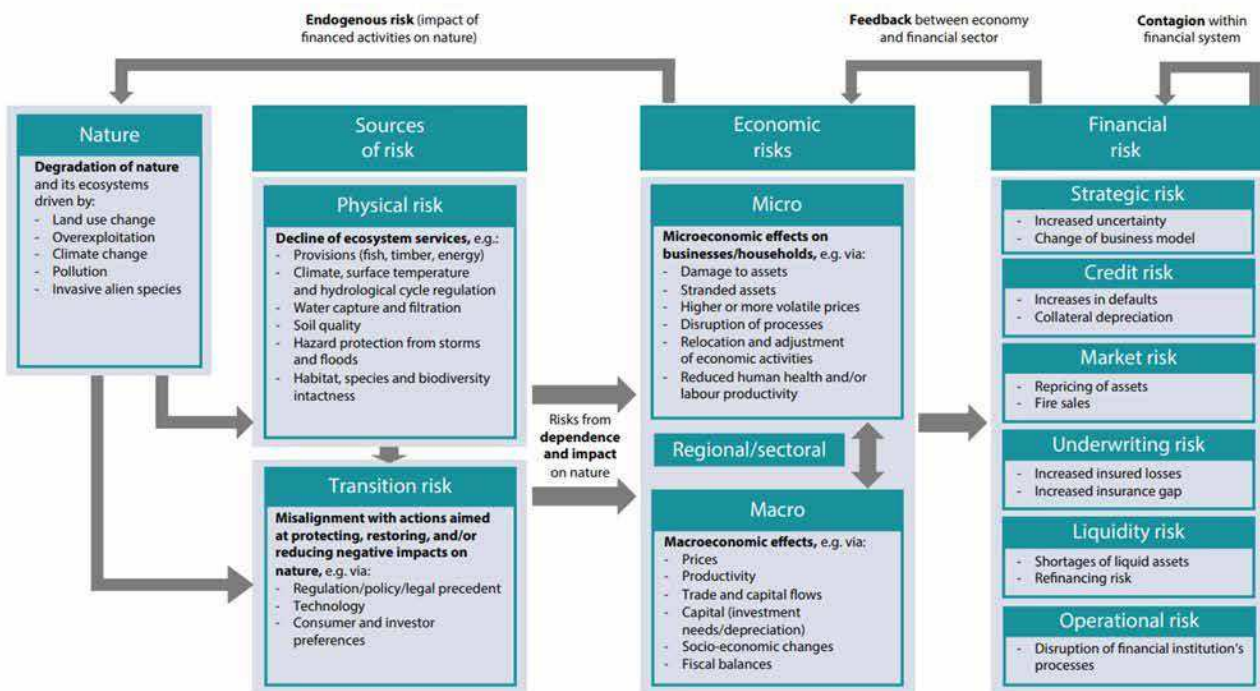 Endogenous risk (impact of
financed activities on nature)
Feedback between economy
and financial sector
Contagion within
financial system
Nature
Degradation of nature
and its ecosystems
driven by:
- Land use change
- Overexploitation
- Climate change
- Pollution
- Invasive alien species
Sources
of risk
Physical risk
Decline of ecosystem services, e.g.:
- Provisions (fish, timber, energy)
- Climate, surface temperature
and hydrological cycle regulation
- Water capture and filtration
- Soil quality
- Hazard protection from storms
and floods
- Habitat, species and biodiversity
intactness
Transition risk
Misalignment with actions aimed
at protecting, restoring, and/or
reducing negative impacts on
nature, e.g. via:
- Regulation/policy/legal precedent
- Technology
- Consumer and investor
preferences
Risks from
dependence
and impact
on nature
Economic
risks
Micro
Microeconomic effects on
businesses/households, e.g. via:
- Damage to assets
- Stranded assets
- Higher or more volatile prices
- Disruption of processes
- Relocation and adjustment
of economic activities
- Reduced human health and/or
labour productivity
Regional/sectoral
Macro
Macroeconomic effects, e.g. via:
- Prices
- Productivity
- Trade and capital flows
- Capital (investment
needs/depreciation)
- Socio-economic changes
- Fiscal balances
Financial
risk
Strategic risk
- Increased uncertainty
- Change of business model
Credit risk
- Increases in defaults
- Collateral depreciation
Market risk
- Repricing of assets
- Fire sales
Underwriting risk
- Increased insured losses
- Increased insurance gap
Liquidity risk
- Shortages of liquid assets
- Refinancing risk
Operational risk
- Disruption of financial institution's
processes